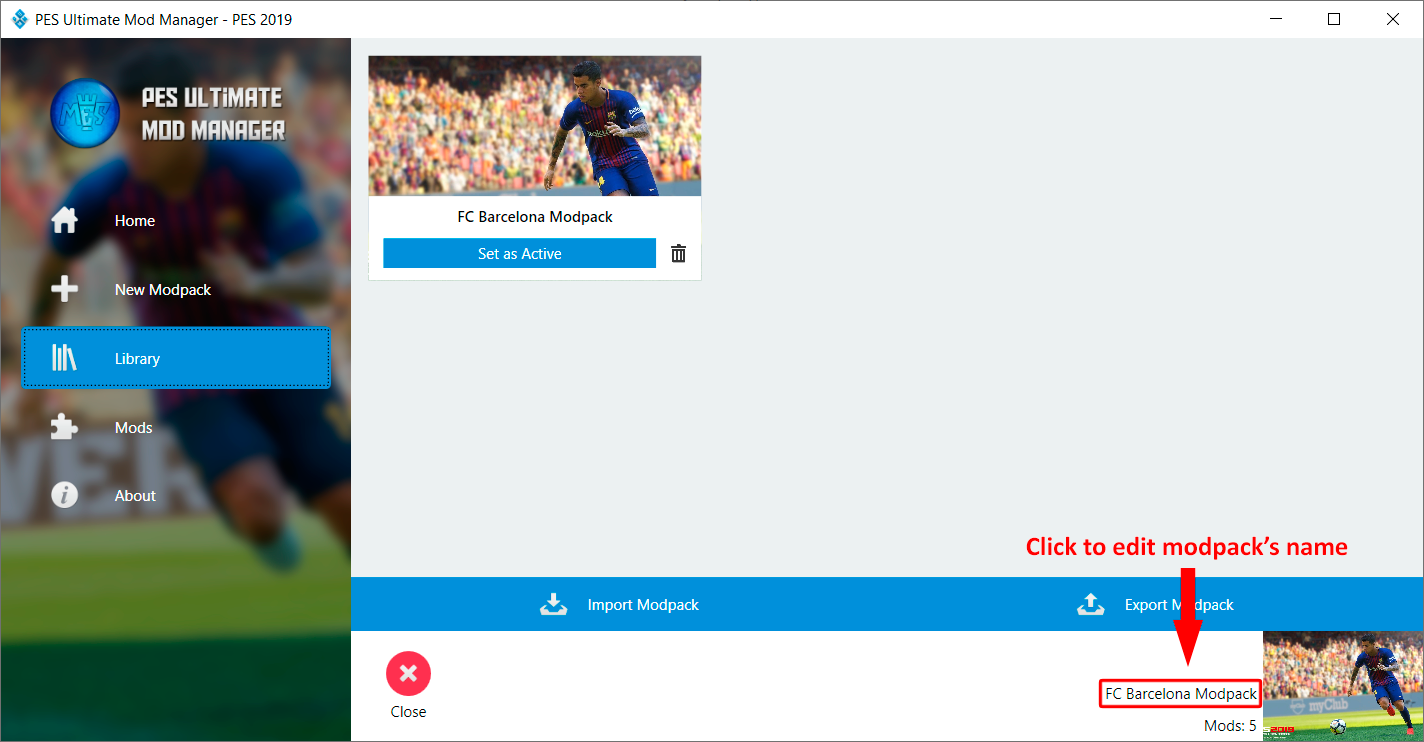 PES Ultimate Mod Manager - PES 2019
PES ULTiMATE
MOD MANAGER
Home
New Modpack
Library
Mods
About
FC Barcelona Modpack
Set as Active
Click to edit modpack's name
Import Modpack
Export Modpack
Close
FC Barcelona Modpack
Mods: 5
myClub